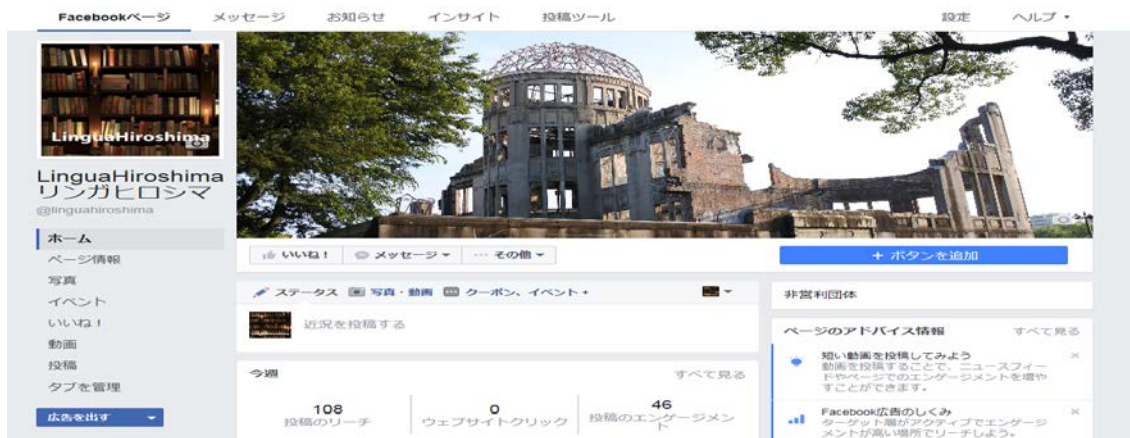 Facebookページ
メッセージ
お知らせ
インサイト
投稿ツール
設定
ヘルプ
LinguaHiroshima
LinguaHiroshima
リンガヒロシマ
@linguahiroshima
ホーム
ページ情報
写真
イベント
いいね！
動画
投稿
タブを管理
広告を出す
いいね！
メッセージ
その他
+ ボタンを追加
ステータス
写真・動画
クーポン、イベント+
近況を投稿する
今週
すべて見る
108
投稿のリーチ
0
ウェブサイトクリック
46
投稿のエンゲージメン
ト
非営利団体
ページのアドバイス情報
すべて見る
短い動画を投稿してみよう
動画を投稿することで、ニュースフィー
ドやページでのエンゲージメントを増や
すことができます。
Facebook広告のしくみ
ターゲット層がアクティブでエンゲージ
メントが高い場所でリーチしよう。